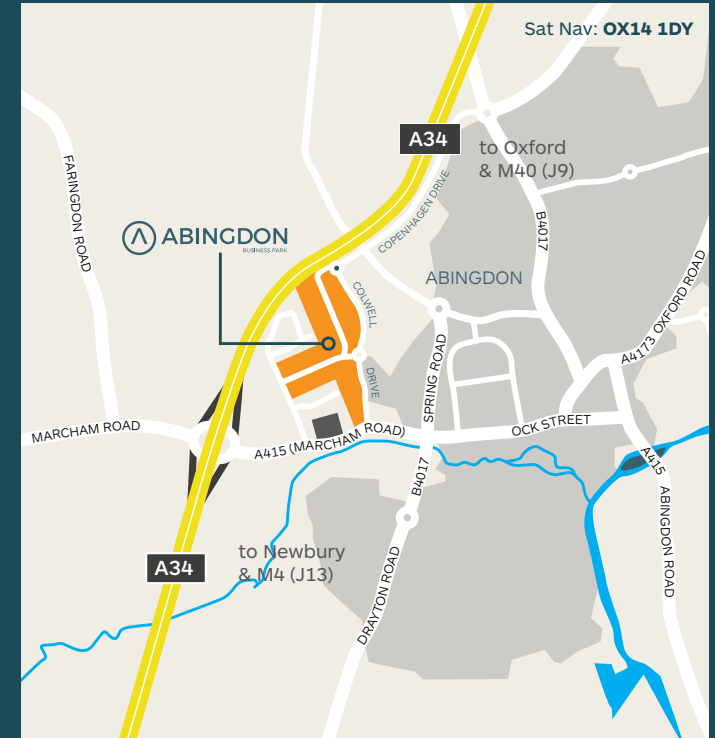 Sat Nav: OX14 1DY
A34
to Oxford
& M40 (J9)
FARINGDON ROAD
COPENHAGEN DRIVE
B4017
ABINGDON
BUSINESS PARK
ABINGDON
COLWELL
DRIVE
A4173 OXFORD ROAD
SPRING ROAD
OCK STREET
MARCHAM ROAD
A415 (MARCHAM ROAD)
B4017
A415
ABINGDON ROAD
to Newbury
& M4 (J13)
A34
DRAYTON ROAD